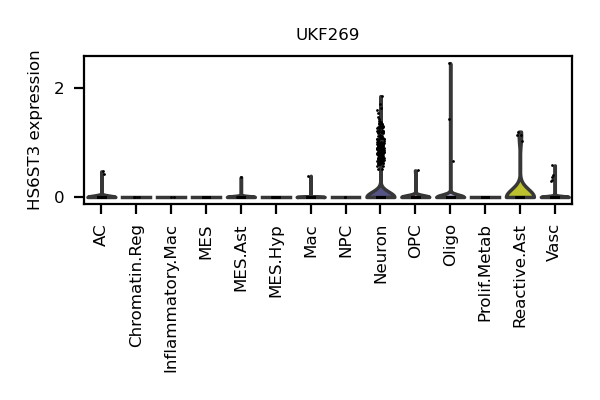 UKF269
HS6ST3 expression
2
0
AC
Chromatin.Reg
Inflammatory.Mac
MES
MES.Ast
MES.Hyp
Mac
NPC
Neuron
OPC
Oligo
Prolif.Metab
Reactive.Ast
Vasc